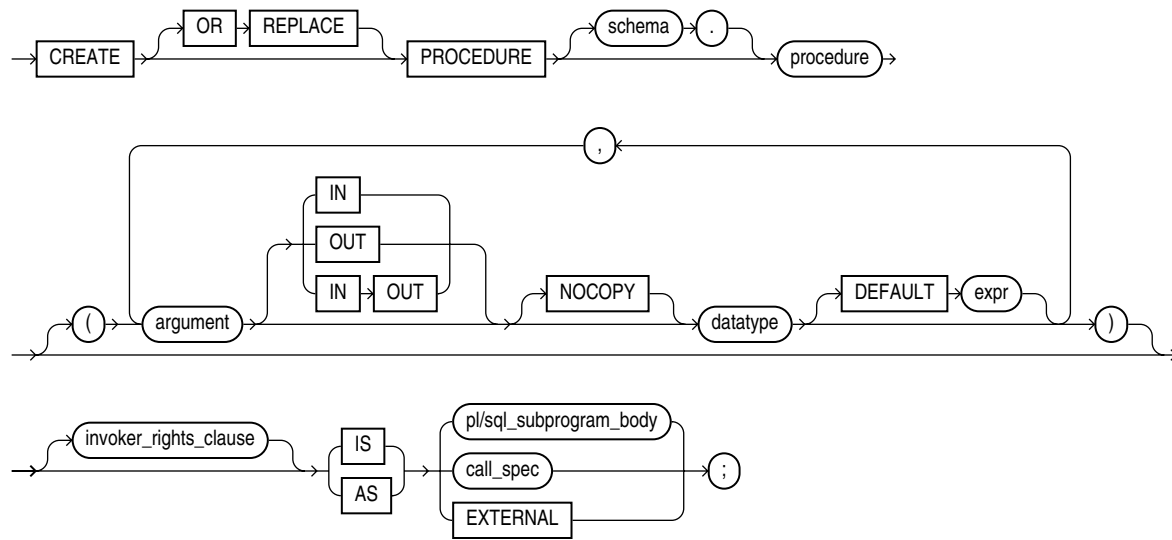 OR REPLACE schema .
CREATE PROCEDURE procedure
,
IN
OUT
IN OUT
NOCOPY DEFAULT expr
( argument datatype )
invoker_rights_clause IS pl/sql_subprogram_body
call_spec ;
AS
EXTERNAL